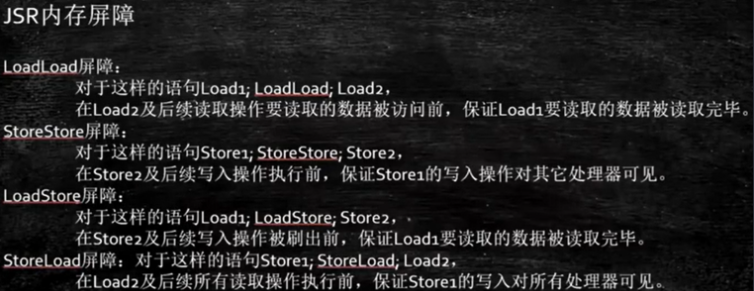 JSR内存屏障
LoadLoad屏障：
对于这样的语句Load1; LoadLoad; Load2，
在Load2及后续读取操作要读取的数据被访问前，保证Load1要读取的数据被读取完毕。
StoreStore屏障：
对于这样的语句Store1; StoreStore; Store2，
在Store2及后续写入操作执行前，保证Store1的写入操作对其它处理器可见。
LoadStore屏障：
对于这样的语句Load1; LoadStore; Store2，
在Store2及后续写入操作被刷出前，保证Load1要读取的数据被读取完毕。
StoreLoad屏障：对于这样的语句Store1; StoreLoad; Load2，
在Load2及后续所有读取操作执行前，保证Store1的写入对所有处理器可见。